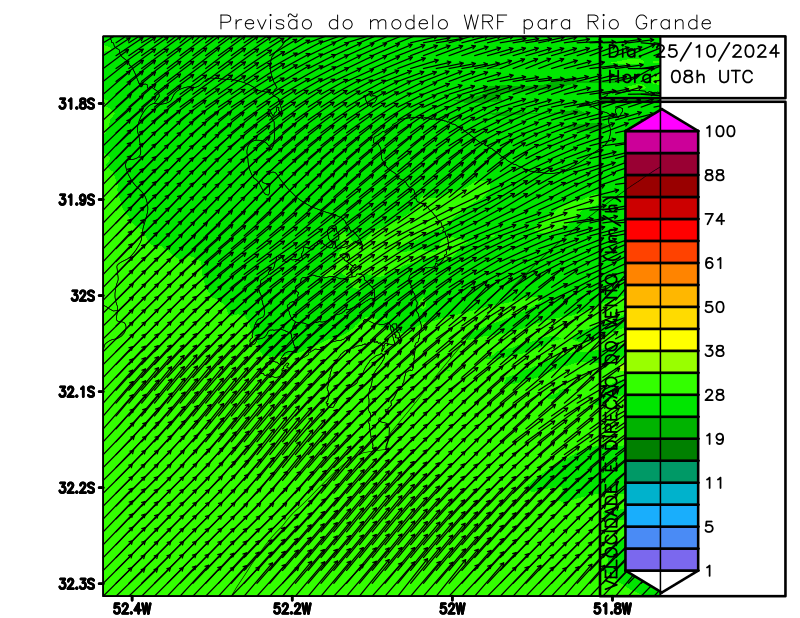 Previsão do modelo WRF para Rio Grande
Dia: 25/10/2024
Hora: 08h UTC
31.8S
31.9S
32S
32.1S
32.2S
32.3S
52.4W
52.2W
52W
51.8W
VELOCIDADE E DIREÇÃO DO VENTO (km/h)
100
88
74
61
50
38
28
19
11
5
1